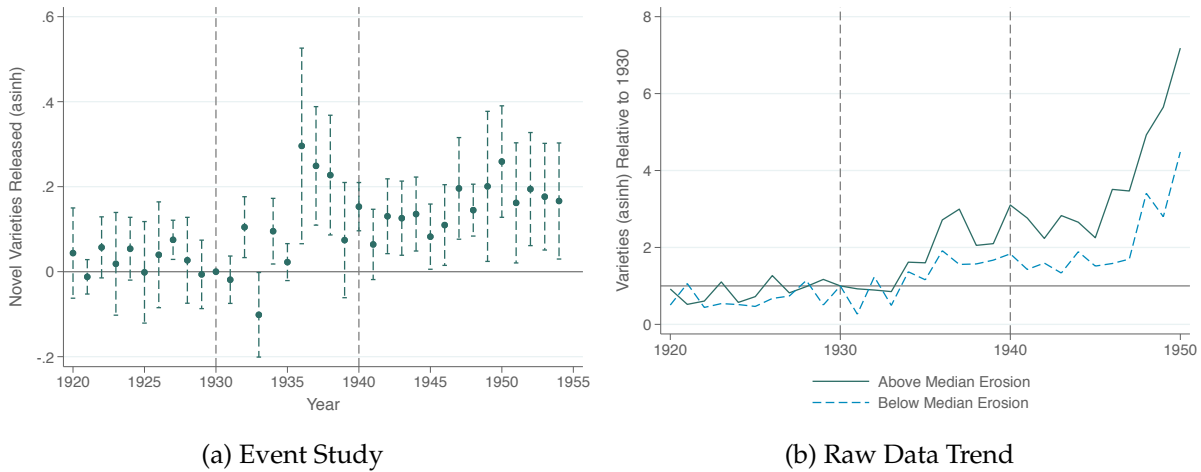 Novel Varieties Released (asinh)
.6
.4
.2
0
-.2
1920 1925 1930 1935 1940 1945 1950 1955
Year
(a) Event Study
Varieties (asinh) Relative to 1930
8
6
4
2
0
1920 1930 1940 1950
Above Median Erosion
Below Median Erosion
(b) Raw Data Trend